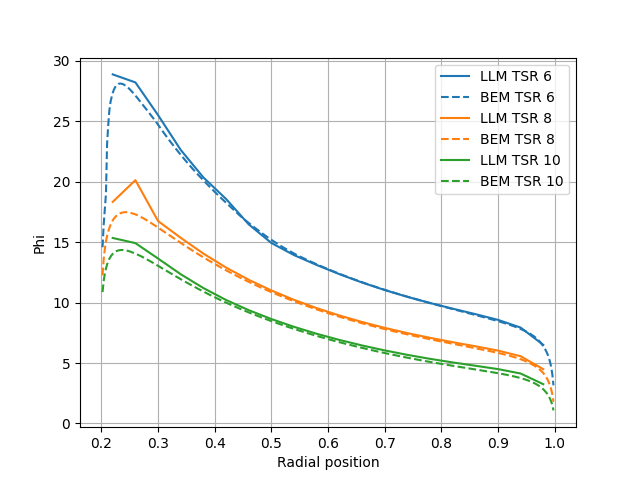 30
25
20
15
10
5
0
Phi
0.2 0.3 0.4 0.5 0.6 0.7 0.8 0.9 1.0
Radial position
LLM TSR 6
BEM TSR 6
LLM TSR 8
BEM TSR 8
LLM TSR 10
BEM TSR 10